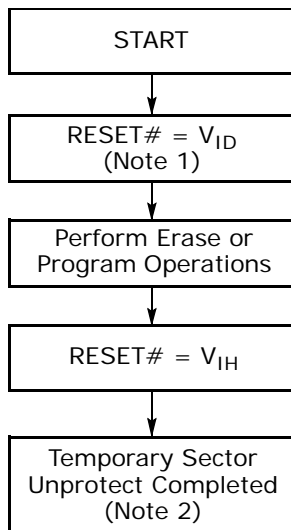 START
RESET# = VID
(Note 1)
Perform Erase or
Program Operations
RESET# = VIH
Temporary Sector
Unprotect Completed
(Note 2)